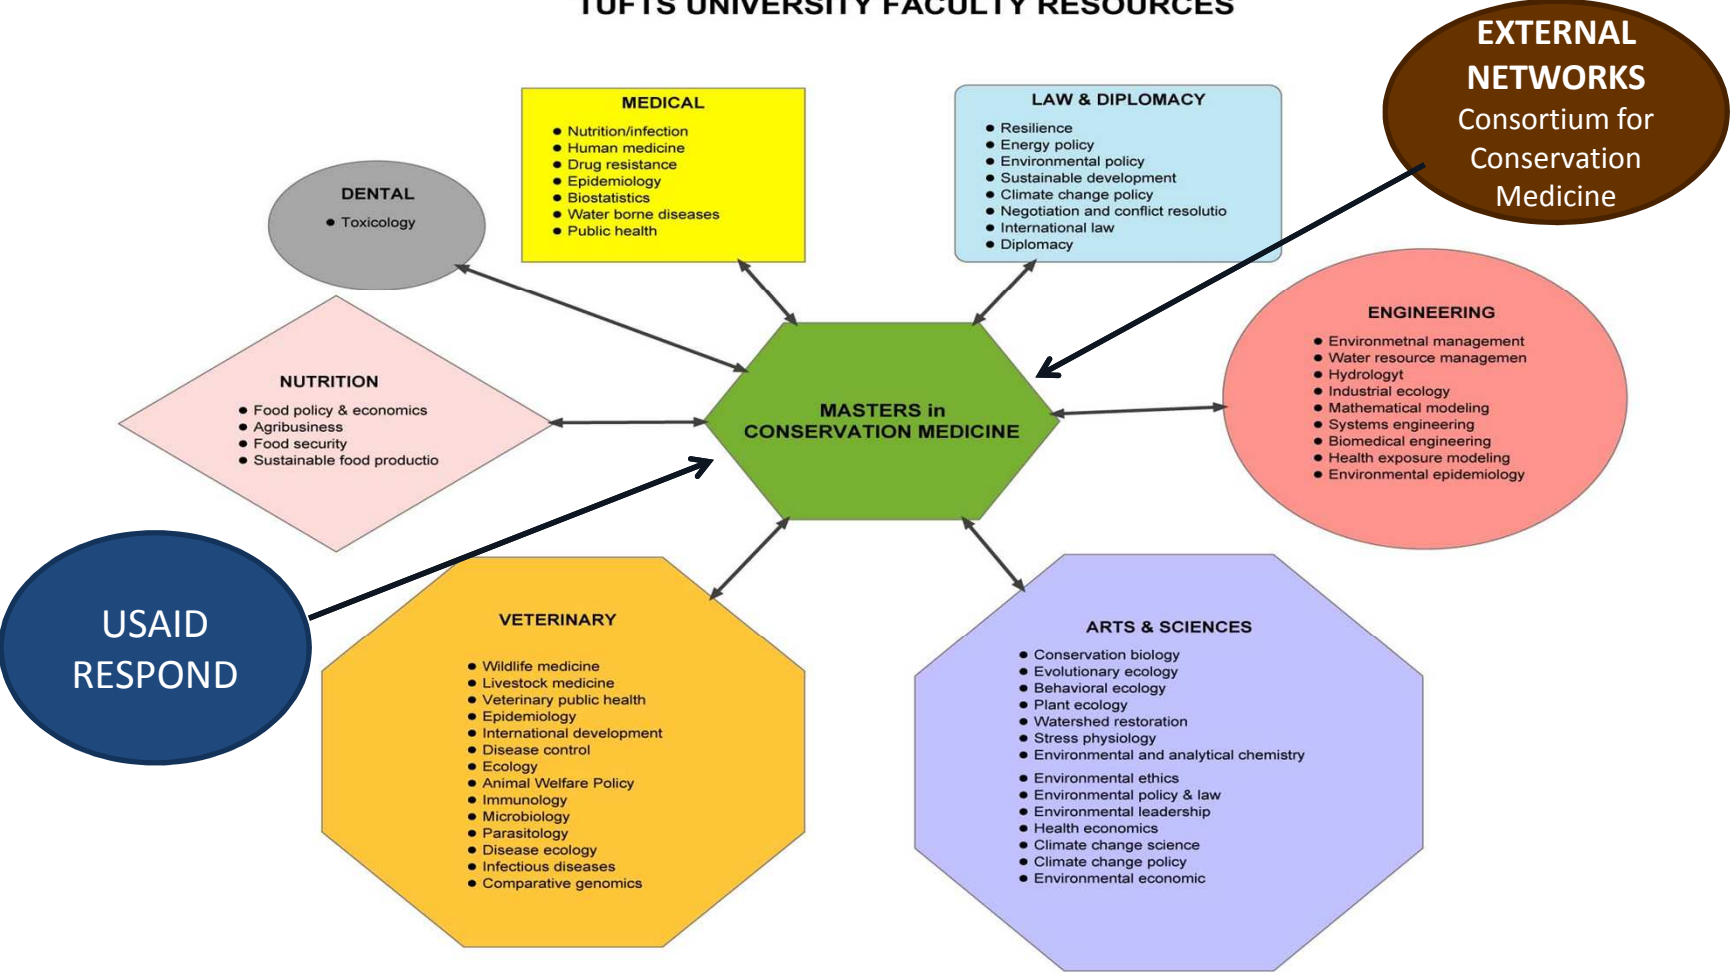 TUFTS UNIVERSITY FACULTY RESOURCES
EXTERNAL
NETWORKS
Consortium for
Conservation
Medicine
MEDICAL
● Nutrition/infection
● Human medicine
● Drug resistance
● Epidemiology
● Biostatistics
● Water borne diseases
● Public health
LAW & DIPLOMACY
● Resilience
● Energy policy
● Environmental policy
● Sustainable development
● Climate change policy
● Negotiation and conflict resolutio
● International law
● Diplomacy
DENTAL
● Toxicology
ENGINEERING
● Environmetnal management
● Water resource managemen
● Hydrologyt
● Industrial ecology
● Mathematical modeling
● Systems engineering
● Biomedical engineering
● Health exposure modeling
● Environmental epidemiology
NUTRITION
● Food policy & economics
● Agribusiness
● Food security
● Sustainable food productio
MASTERS in
CONSERVATION MEDICINE
USAID
RESPOND
VETERINARY
● Wildlife medicine
● Livestock medicine
● Veterinary public health
● Epidemiology
● International development
● Disease control
● Ecology
● Animal Welfare Policy
● Immunology
● Microbiology
● Parasitology
● Disease ecology
● Infectious diseases
● Comparative genomics
ARTS & SCIENCES
● Conservation biology
● Evolutionary ecology
● Behavioral ecology
● Plant ecology
● Watershed restoration
● Stress physiology
● Environmental and analytical chemistry
● Environmental ethics
● Environmental policy & law
● Environmental leadership
● Health economics
● Climate change science
● Climate change policy
● Environmental economic